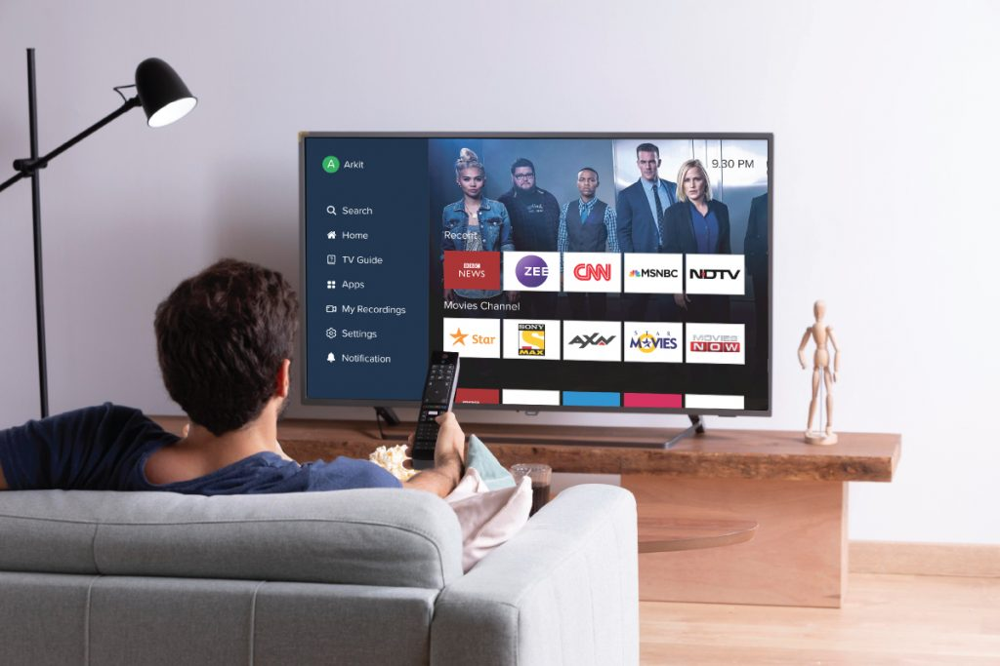 A Arkit
9.30 PM
Search
Home
TV Guide
Apps
My Recordings
Settings
Notification
Recent
BBC
NEWS
ZEE
CNN
MSNBC
NDTV
Movies Channel
Star
SONY
MAX
AXN
STAR
MOVIES
MOVIES
NOW